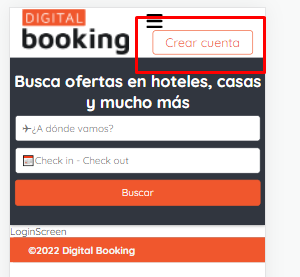 DIGITAL
booking
Crear cuenta
Busca ofertas en hoteles, casas
y mucho más
¿A dónde vamos?
Check in - Check out
Buscar
LoginScreen
©2022 Digital Booking